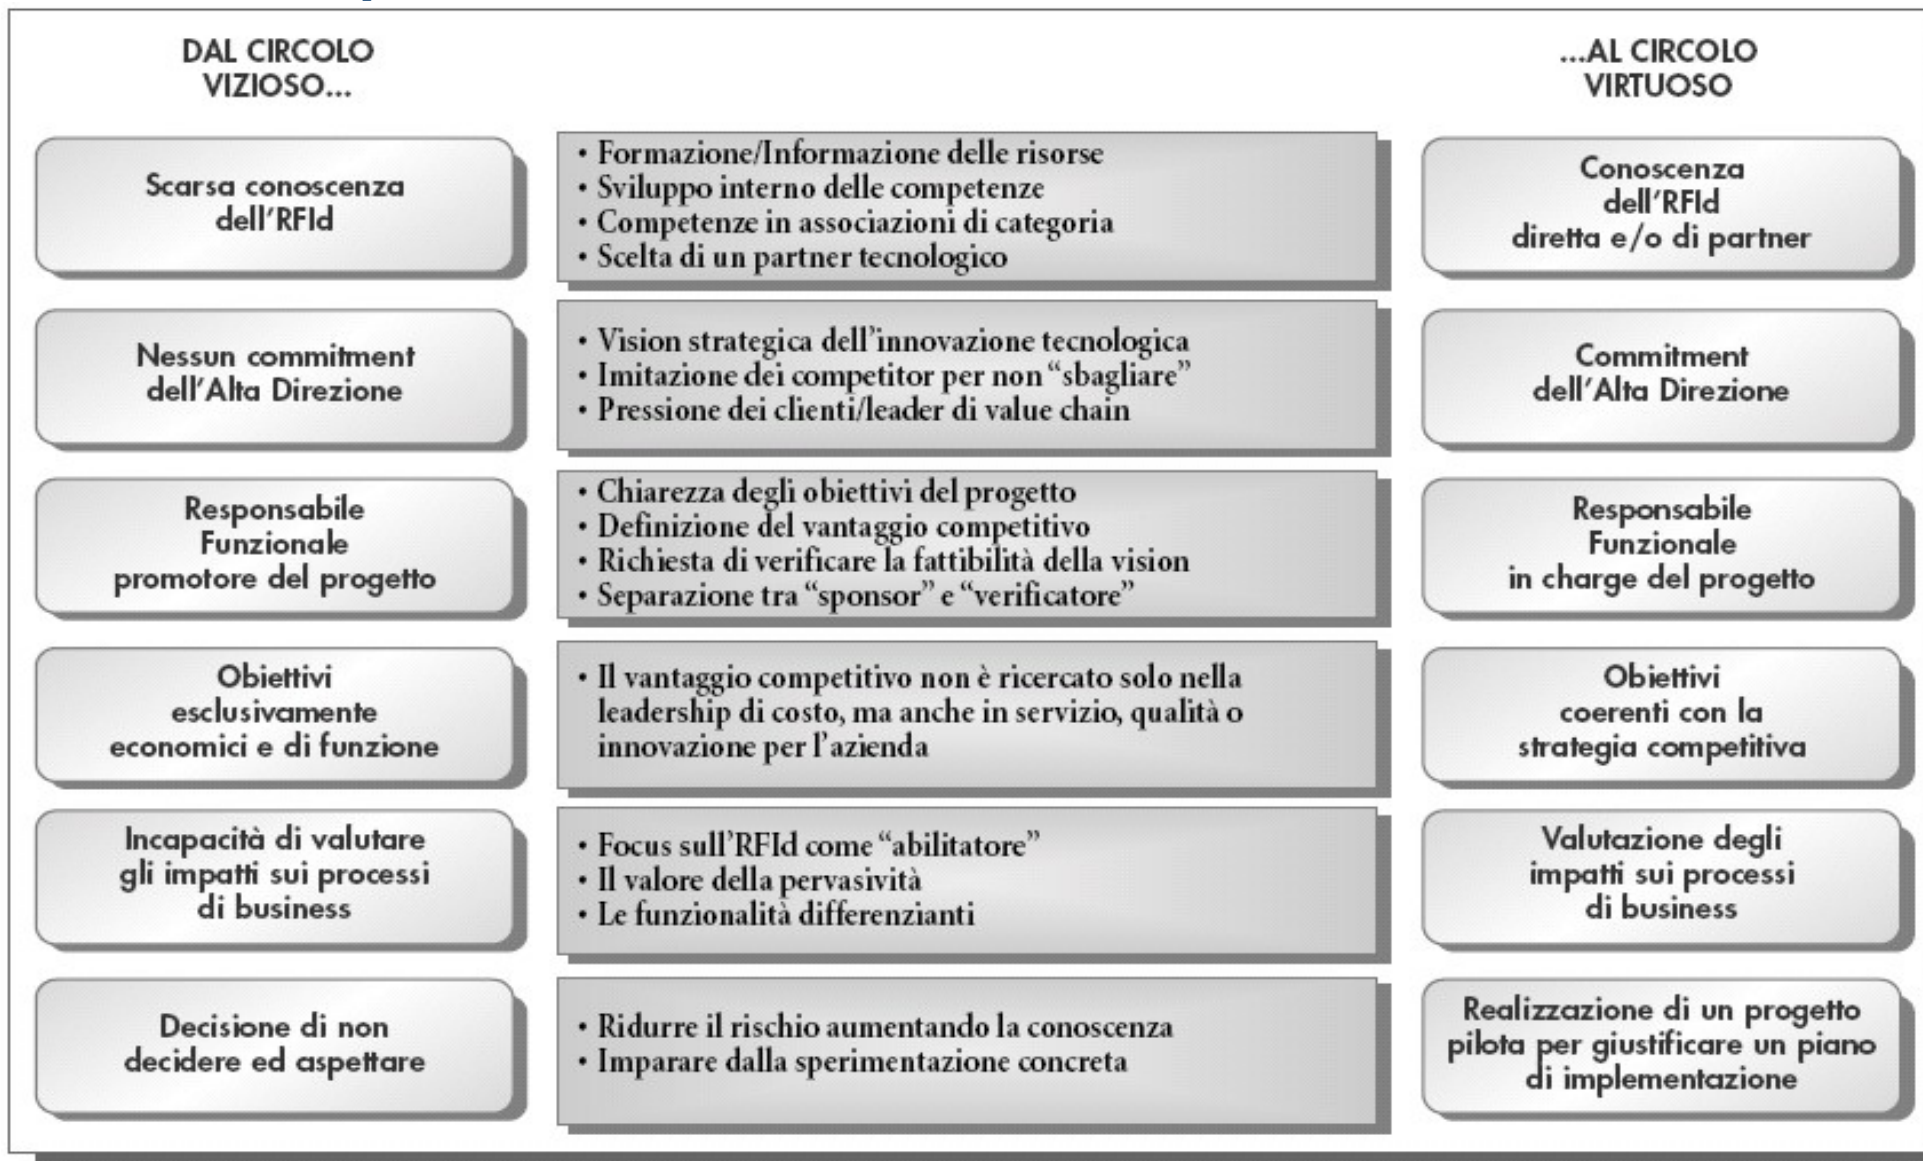 DAL CIRCOLO
VIZIOSO...
...AL CIRCOLO
VIRTUOSO
Scarsa conoscenza
dell'RFId
• Formazione/Informazione delle risorse
• Sviluppo interno delle competenze
• Competenze in associazioni di categoria
• Scelta di un partner tecnologico
Conoscenza
dell'RFId
diretta e/o di partner
Nessun commitment
dell'Alta Direzione
• Vision strategica dell'innovazione tecnologica
• Imitazione dei competitor per non “sbagliare”
• Pressione dei clienti/leader di value chain
Commitment
dell'Alta Direzione
Responsabile
Funzionale
promotore del progetto
• Chiarezza degli obiettivi del progetto
• Definizione del vantaggio competitivo
• Richiesta di verificare la fattibilità della vision
• Separazione tra “sponsor” e “verificatore”
Responsabile
Funzionale
in charge del progetto
Obiettivi
esclusivamente
economici e di funzione
• Il vantaggio competitivo non è ricercato solo nella
leadership di costo, ma anche in servizio, qualità o
innovazione per l'azienda
Obiettivi
coerenti con la
strategia competitiva
Incapacità di valutare
gli impatti sui processi
di business
• Focus sull'RFId come “abilitatore”
• Il valore della pervasività
• Le funzionalità differenzianti
Valutazione degli
impatti sui processi
di business
Decisione di non
decidere ed aspettare
• Ridurre il rischio aumentando la conoscenza
• Imparare dalla sperimentazione concreta
Realizzazione di un progetto
pilota per giustificare un piano
di implementazione